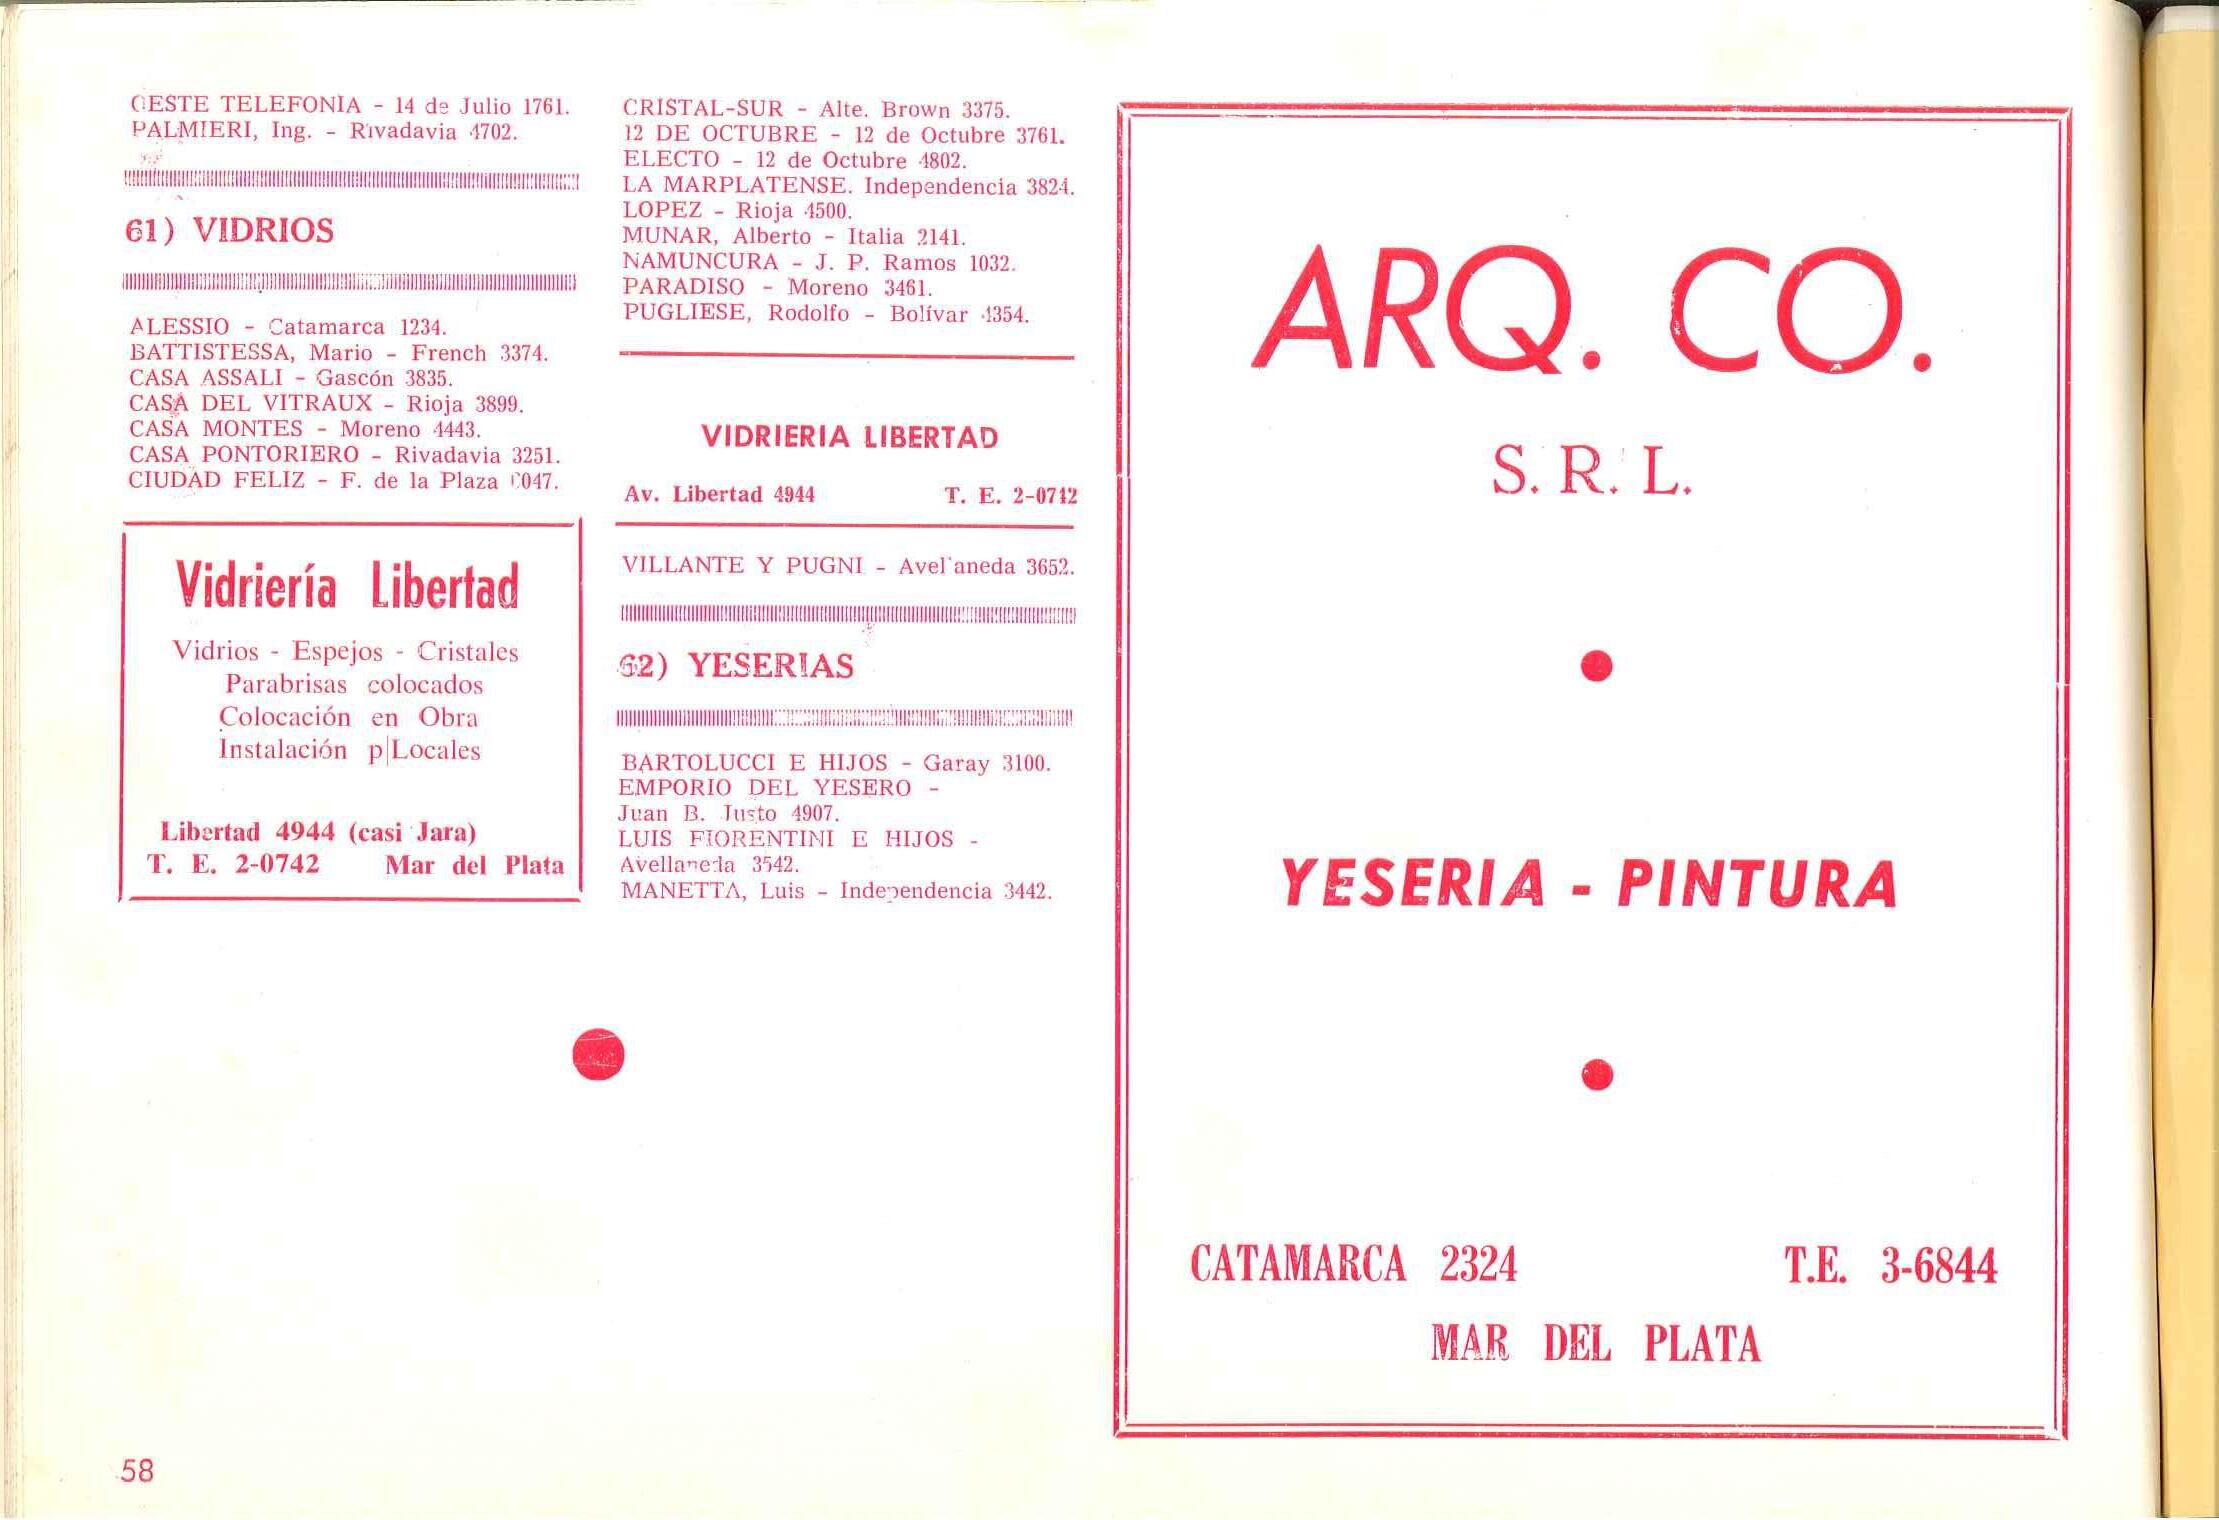 OESTE TELEFONIA - 14 de Julio 1761.
PALMIERI, Ing. - Rivadavia 4702.
61) VIDRIOS
ALESSIO - Catamarca 1234.
BATTISTESSA, Mario - French 3374.
CASA ASSALI - Gascón 3835.
CASA DEL VITRAUX - Rioja 3899.
CASA MONTES - Moreno 4443.
CASA PONTORIERO - Rivadavia 3251.
CIUDAD FELIZ - F. de la Plaza
Vidriería Libertad
Vidrios - Espejos - Cristales
Parabrisas colocados
Colocación en Obra
Instalación p|Locales
Libertad 4944 (casi Jara)
T. E. 2-0742 Mar del Plata
CRISTAL-SUR - Alte. Brown 3375.
12 DE OCTUBRE - 12 de Octubre 3761.
ELECTO - 12 de Octubre 4802.
LA MARPLATENSE. Independencia 3824.
LOPEZ - Rioja 4500.
MUNAR, Alberto - Italia 2141.
NAMUNCURA - J. P. Ramos 1032.
PARADISO - Moreno 3461.
PUGLIESE, Rodolfo - Bolívar 4354.
VIDRIERIA LIBERTAD
Av. Libertad 4944 T. E. 2-0742
VILLANTE Y PUGNI - Avellaneda 3652.
62) YESERIAS
BARTOLUCCI E HIJOS - Garay 3100.
EMPORIO DEL YESERO -
Juan B. Justo 4907.
LUIS FIORENTINI E HIJOS -
Avellaneda 3542.
MANETTA, Luis - Independencia 3442.
58
ARQ. CO.
S. R. L.
YESERIA - PINTURA
CATAMARCA 2324 T.E. 3-6844
MAR DEL PLATA